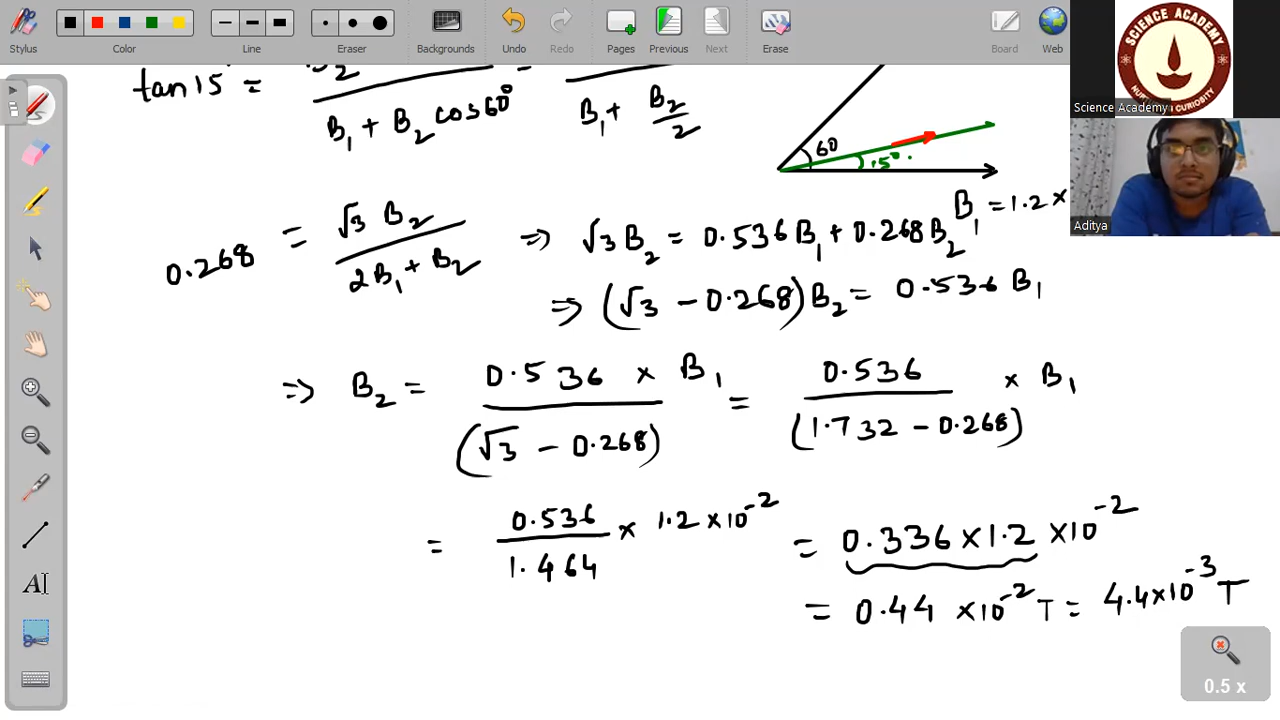 Stylus Color Line Eraser Backgrounds Undo Redo Pages Previous Next Erase Board Web
SCIENCE ACADEMY
Science Academy
Aditya
tan 15° = B₂ / (B₁ + B₂ cos 60°) = / (B₁ + B₂/2)
60
15°
B₁ = 1.2 ×
0.268 = √3 B₂ / (2B₁ + B₂) ⇒ √3 B₂ = 0.536 B₁ + 0.268 B₂
⇒ (√3 − 0.268) B₂ = 0.536 B₁
⇒ B₂ = 0.536 × B₁ / (√3 − 0.268) = 0.536 / (1.732 − 0.268) × B₁
= 0.536 / 1.464 × 1.2 × 10⁻² = 0.336 × 1.2 × 10⁻²
= 0.44 × 10⁻² T = 4.4 × 10⁻³ T
0.5 x